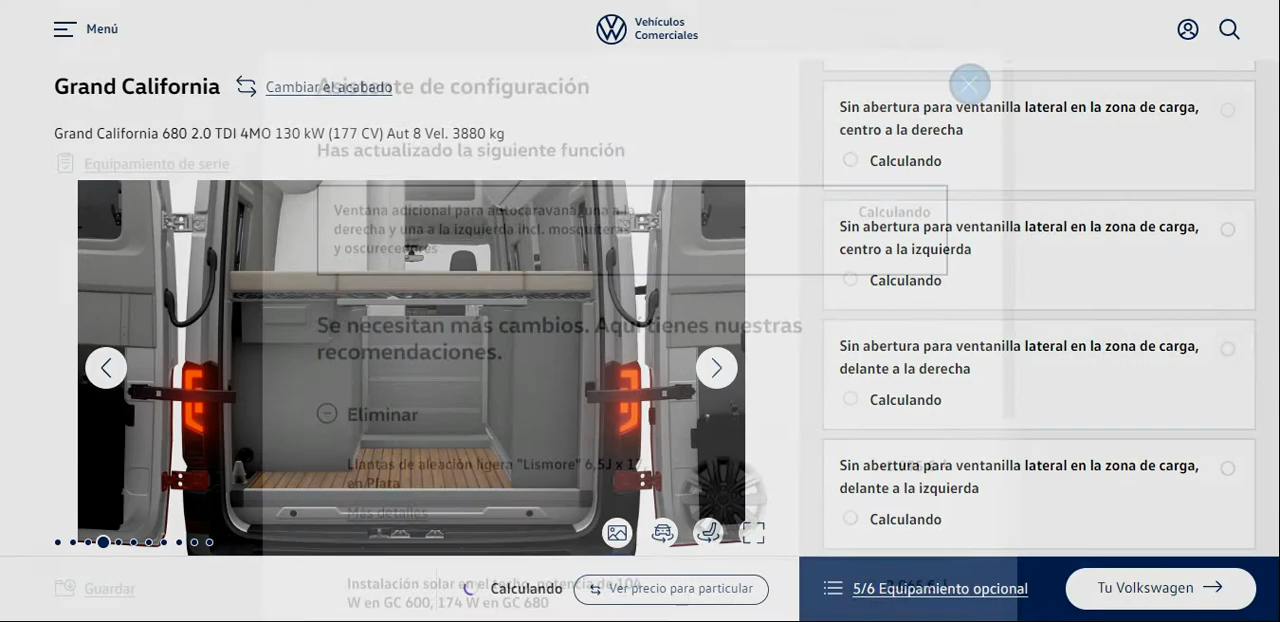 Menú
Vehículos
Comerciales
Grand California
Cambiar el acabado
Grand California 680 2.0 TDI 4MO 130 kW (177 CV) Aut 8 Vel. 3880 kg
Equipamiento de serie
Asistente de configuración
Has actualizado la siguiente función
Ventana adicional para autocaravana, una a la
derecha y una a la izquierda incl. mosquiteras
y oscurecedores
Calculando
Se necesitan más cambios. Aquí tienes nuestras
recomendaciones.
Eliminar
Llantas de aleación ligera "Lismore" 6,5J x 17,
en Plata
Más detalles
Instalación solar en el techo, potencia de 104
W en GC 600, 174 W en GC 680
Sin abertura para ventanilla lateral en la zona de carga,
centro a la derecha
Calculando
Sin abertura para ventanilla lateral en la zona de carga,
centro a la izquierda
Calculando
Sin abertura para ventanilla lateral en la zona de carga,
delante a la derecha
Calculando
Sin abertura para ventanilla lateral en la zona de carga,
delante a la izquierda
Calculando
Guardar
Calculando
Ver precio para particular
5/6 Equipamiento opcional
Tu Volkswagen